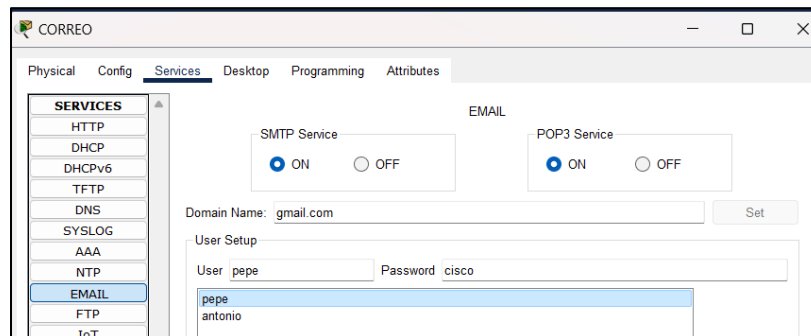 CORREO
Physical Config Services Desktop Programming Attributes
SERVICES
HTTP
DHCP
DHCPv6
TFTP
DNS
SYSLOG
AAA
NTP
EMAIL
FTP
IoT
EMAIL
SMTP Service
ON OFF
POP3 Service
ON OFF
Domain Name: gmail.com Set
User Setup
User pepe Password cisco
pepe
antonio